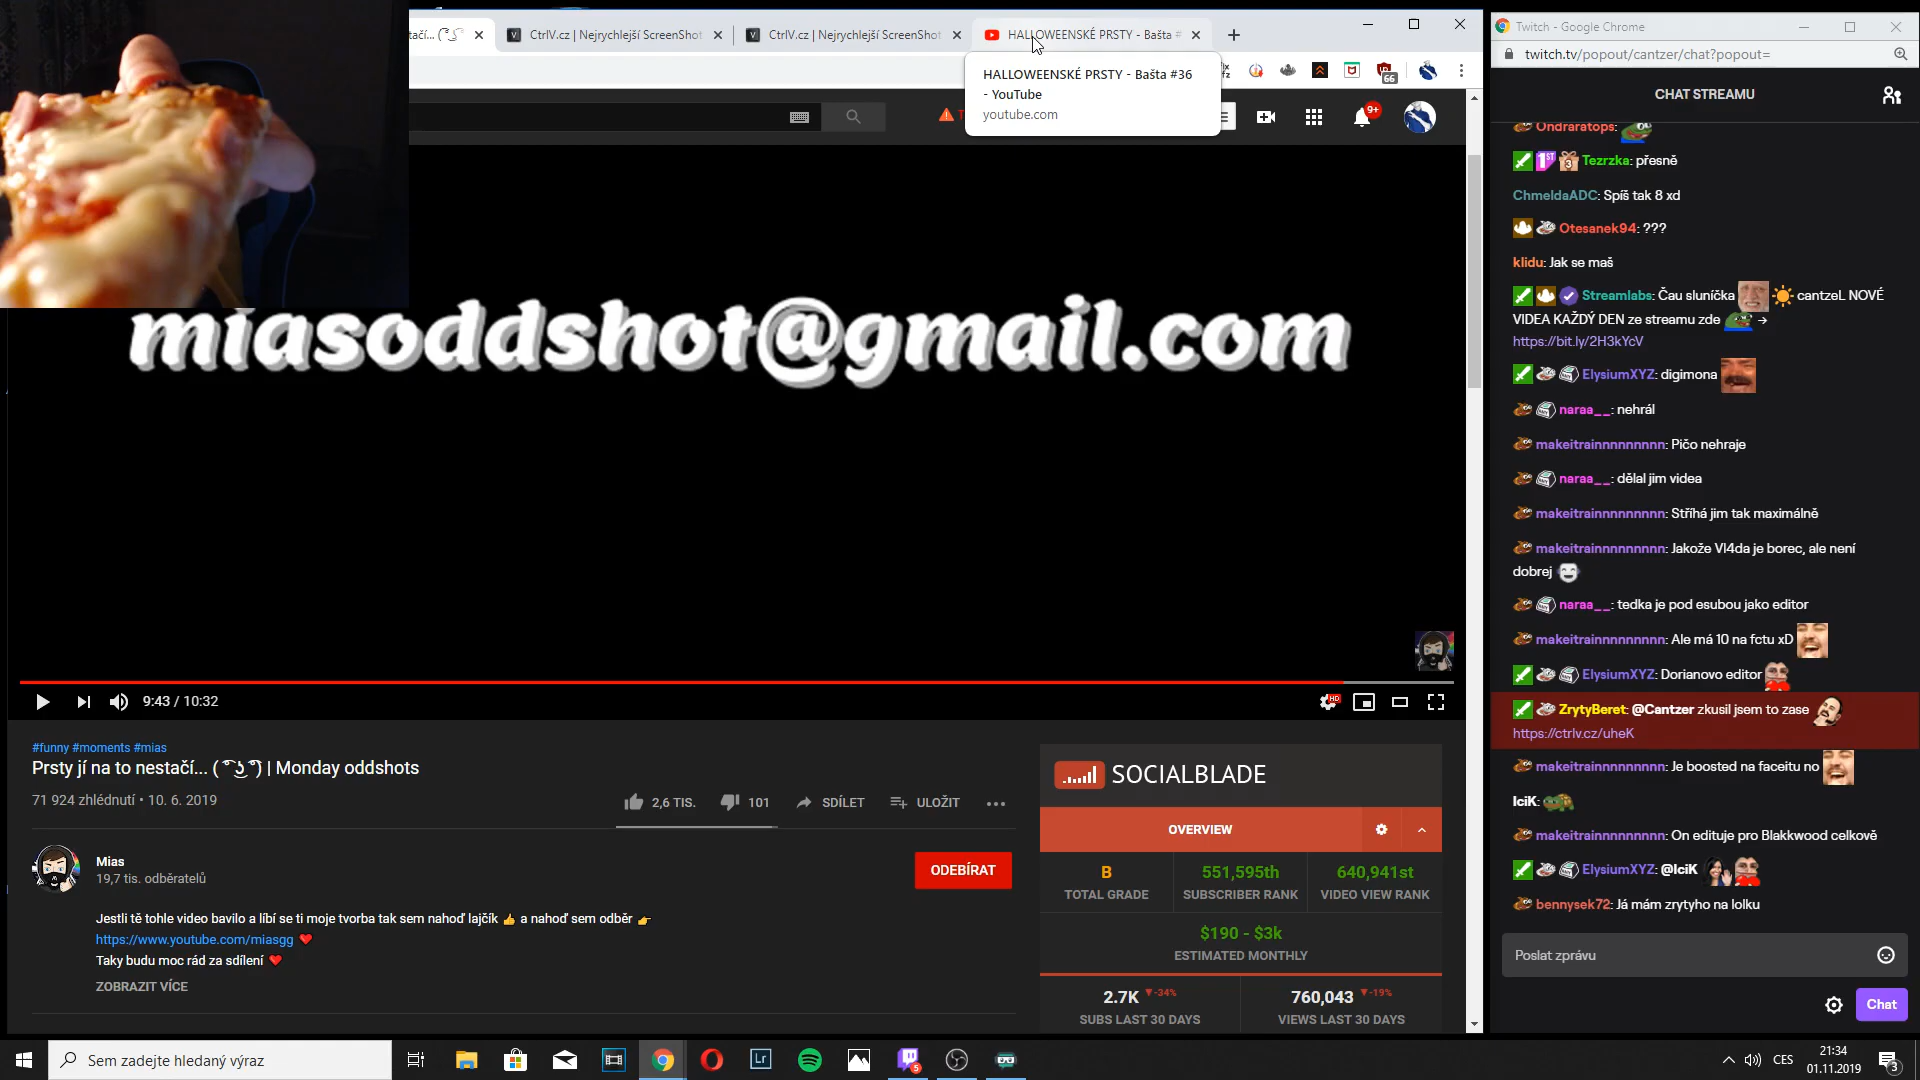 CtrlV.cz | Nejrychlejší ScreenShot
CtrlV.cz | Nejrychlejší ScreenShot
HALLOWEENSKÉ PRSTY - Bašta #
HALLOWEENSKÉ PRSTY - Bašta #36
- YouTube
youtube.com
66
9+
miasoddshot@gmail.com
9:43 / 10:32
HD
#funny #moments #mias
Prsty jí na to nestačí... ( ͡° ͜ʖ ͡°) | Monday oddshots
71 924 zhlédnutí • 10. 6. 2019
2,6 TIS.
101
SDÍLET
ULOŽIT
Mias
19,7 tis. odběratelů
ODEBÍRAT
Jestli tě tohle video bavilo a líbí se ti moje tvorba tak sem nahoď lajčík 👍 a nahoď sem odběr 👉
https://www.youtube.com/miasgg ❤
Taky budu moc rád za sdílení ❤
ZOBRAZIT VÍCE
SOCIALBLADE
OVERVIEW
B
TOTAL GRADE
551,595th
SUBSCRIBER RANK
640,941st
VIDEO VIEW RANK
$190 - $3k
ESTIMATED MONTHLY
2.7K ▼-34%
SUBS LAST 30 DAYS
760,043 ▼-19%
VIEWS LAST 30 DAYS
Twitch - Google Chrome
twitch.tv/popout/cantzer/chat?popout=
CHAT STREAMU
Ondraratops:
1ST 3 Tezrzka: přesně
ChmeldaADC: Spíš tak 8 xd
Otesanek94: ???
klidu: Jak se maš
Streamlabs: Čau sluníčka ☀ cantzeL NOVÉ
VIDEA KAŽDÝ DEN ze streamu zde →
https://bit.ly/2H3kYcV
ElysiumXYZ: digimona
naraa__: nehrál
makeitrainnnnnnnnn: Pičo nehraje
naraa__: dělal jim videa
makeitrainnnnnnnnn: Stříhá jim tak maximálně
makeitrainnnnnnnnn: Jakože Vl4da je borec, ale není
dobrej
naraa__: tedka je pod esubou jako editor
makeitrainnnnnnnnn: Ale má 10 na fctu xD
ElysiumXYZ: Dorianovo editor
ZrytyBeret: @Cantzer zkusil jsem to zase
https://ctrlv.cz/uheK
makeitrainnnnnnnnn: Je boosted na faceitu no
IciK:
makeitrainnnnnnnnn: On edituje pro Blakkwood celkově
ElysiumXYZ: @IciK
bennysek72: Já mám zrytyho na lolku
Poslat zprávu
Chat
Sem zadejte hledaný výraz
Lr
5
CES
21:34
01.11.2019
3